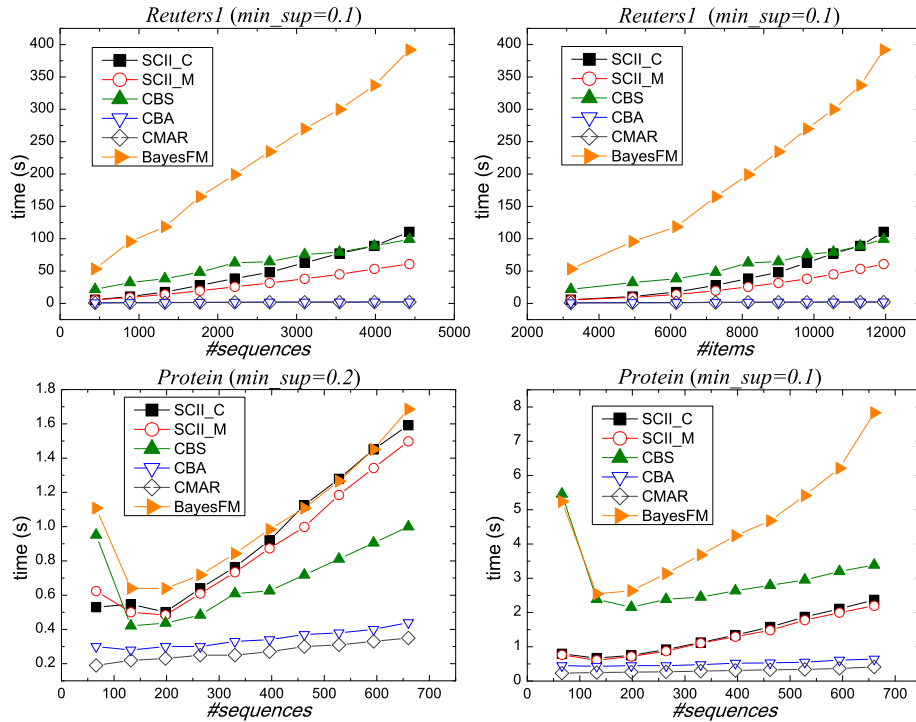 Reuters1 (min_sup=0.1)
400
350
300
250
200
150
100
50
0
time (s)
SCII_C
SCII_M
CBS
CBA
CMAR
BayesFM
0 1000 2000 3000 4000 5000
#sequences
Reuters1 (min_sup=0.1)
400
350
300
250
200
150
100
50
0
time (s)
SCII_C
SCII_M
CBS
CBA
CMAR
BayesFM
2000 4000 6000 8000 10000 12000
#items
Protein (min_sup=0.2)
1.8
1.6
1.4
1.2
1.0
0.8
0.6
0.4
0.2
time (s)
SCII_C
SCII_M
CBS
CBA
CMAR
BayesFM
0 100 200 300 400 500 600 700
#sequences
Protein (min_sup=0.1)
8
7
6
5
4
3
2
1
0
time (s)
SCII_C
SCII_M
CBS
CBA
CMAR
BayesFM
0 100 200 300 400 500 600 700
#sequences